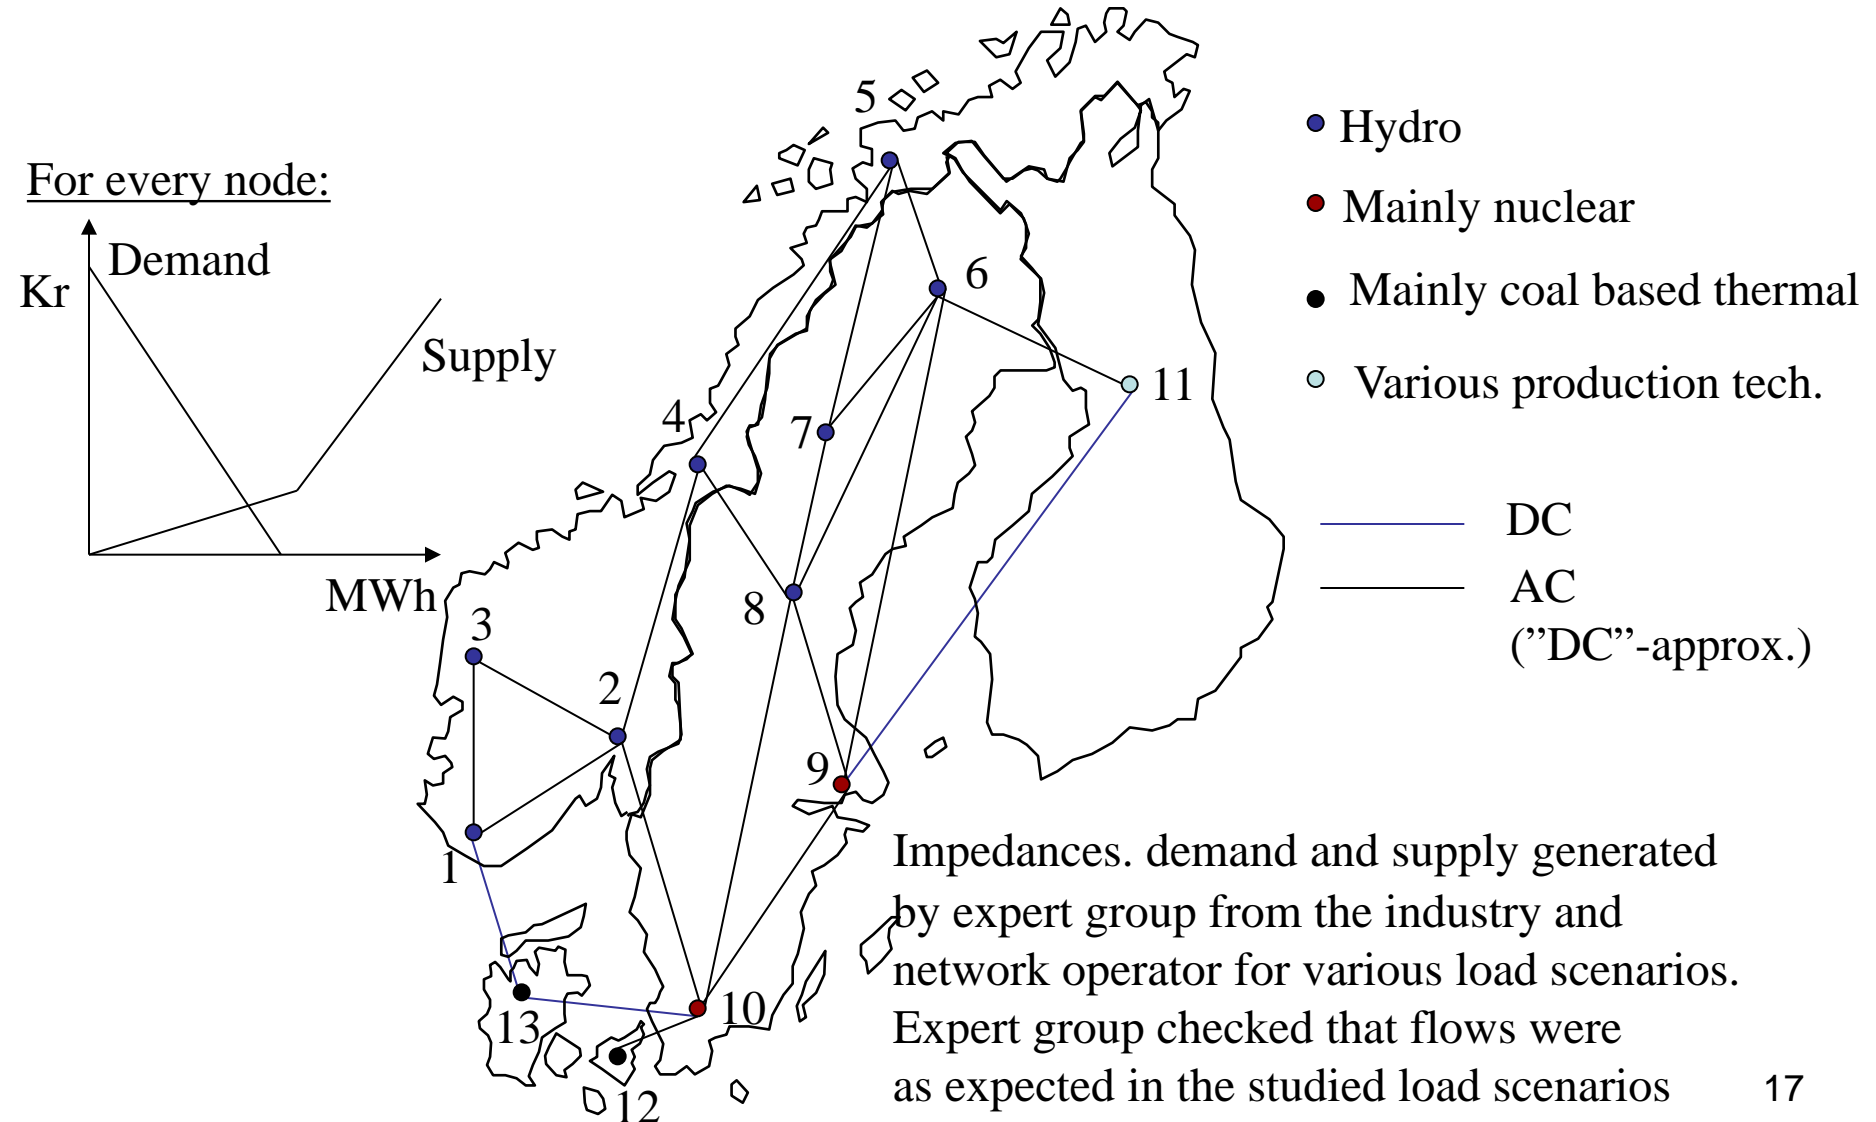 For every node:
Demand
Kr
Supply
MWh
5
6
11
4
7
8
3
2
9
1
10
13
12
Hydro
Mainly nuclear
Mainly coal based thermal
Various production tech.
DC
AC
(”DC”-approx.)
Impedances. demand and supply generated
by expert group from the industry and
network operator for various load scenarios.
Expert group checked that flows were
as expected in the studied load scenarios
17